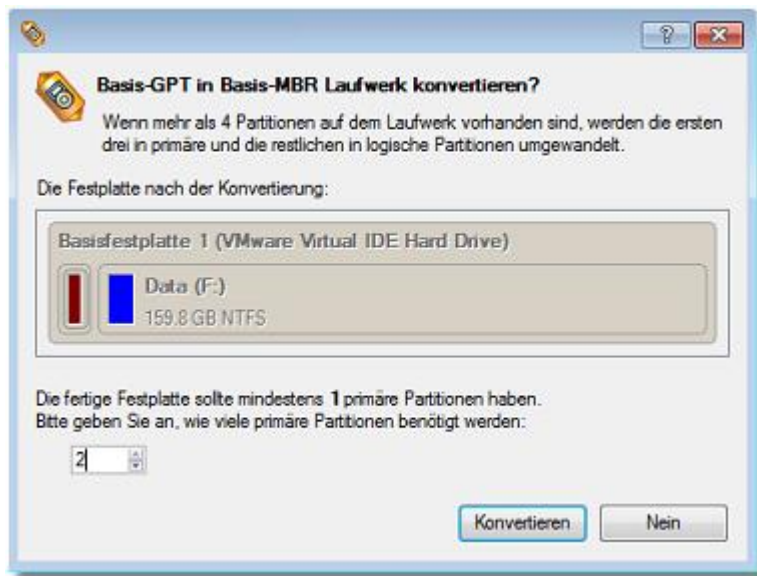 Basis-GPT in Basis-MBR Laufwerk konvertieren?
Wenn mehr als 4 Partitionen auf dem Laufwerk vorhanden sind, werden die ersten
drei in primäre und die restlichen in logische Partitionen umgewandelt.
Die Festplatte nach der Konvertierung:
Basisfestplatte 1 (VMware Virtual IDE Hard Drive)
Data (F:)
159.8 GB NTFS
Die fertige Festplatte sollte mindestens 1 primäre Partitionen haben.
Bitte geben Sie an, wie viele primäre Partitionen benötigt werden:
2
Konvertieren Nein